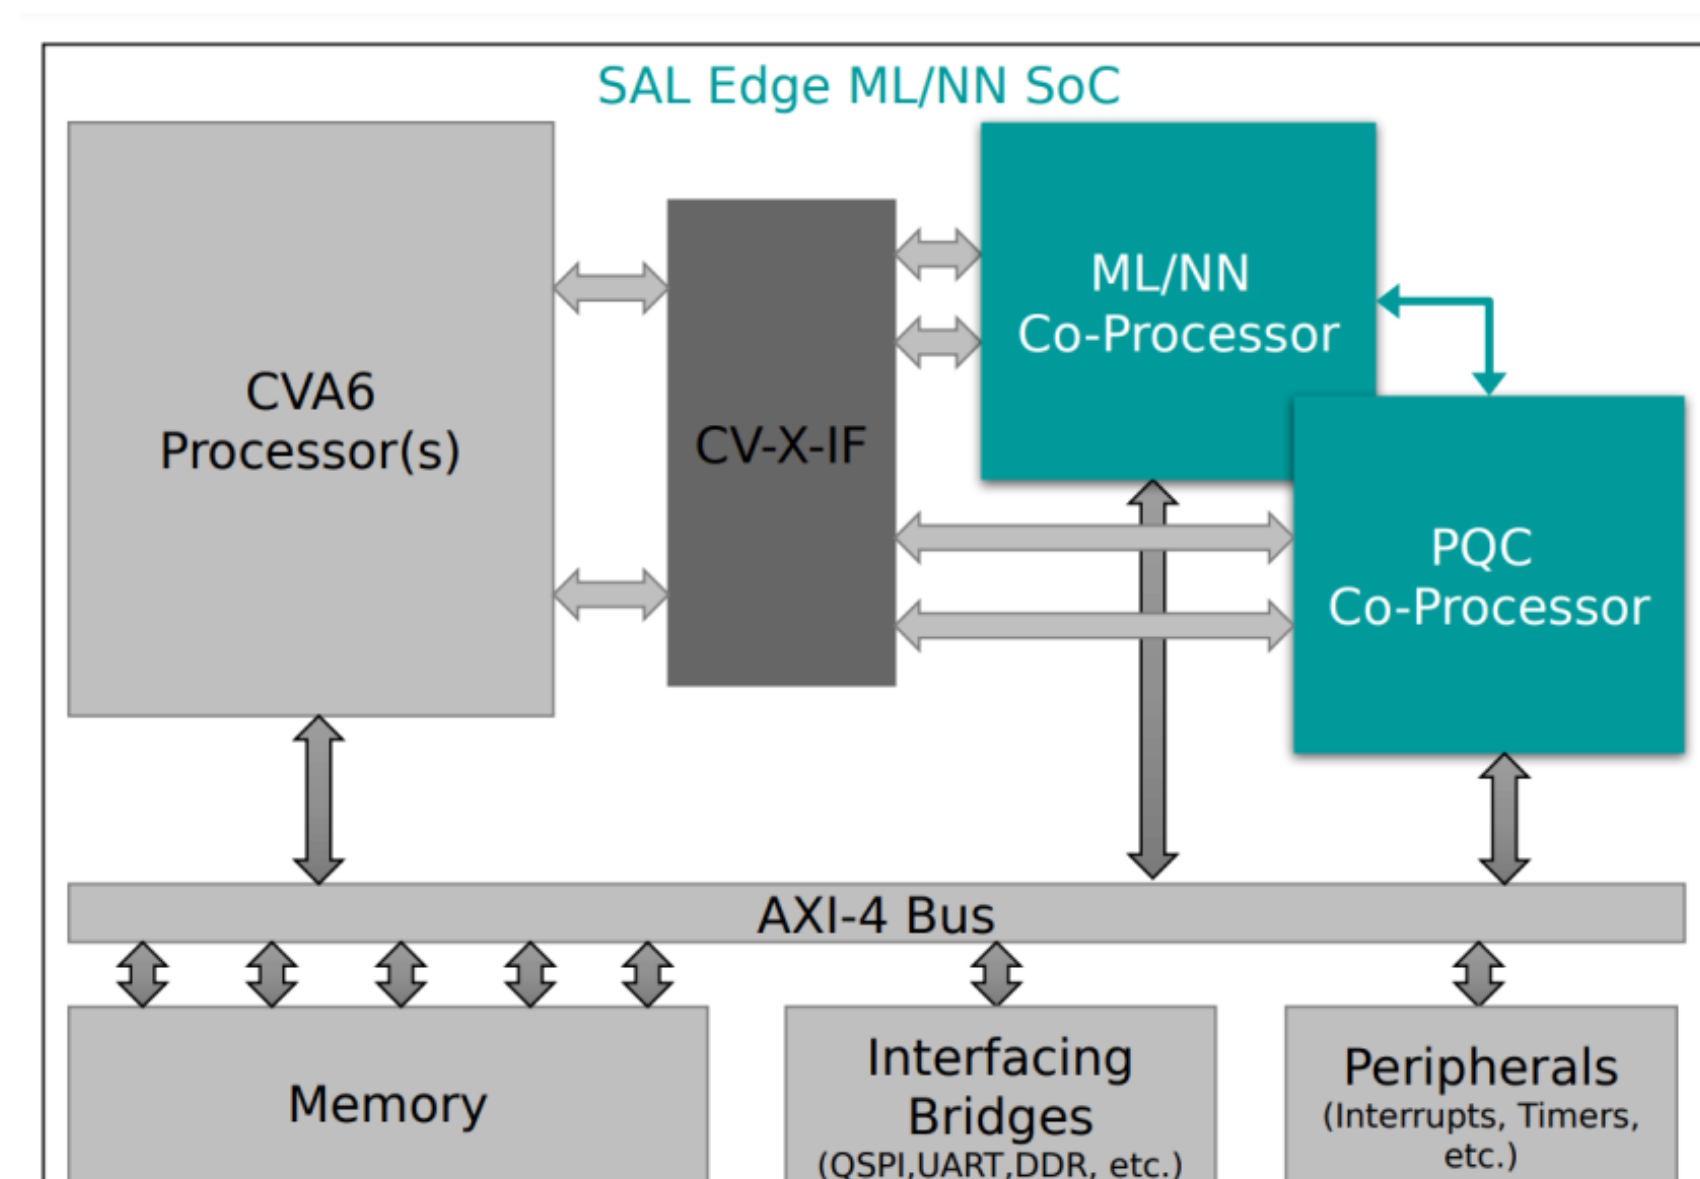 SAL Edge ML/NN SoC
CVA6
Processor(s)
CV-X-IF
ML/NN
Co-Processor
PQC
Co-Processor
AXI-4 Bus
Memory
Interfacing
Bridges
(QSPI,UART,DDR, etc.)
Peripherals
(Interrupts, Timers,
etc.)